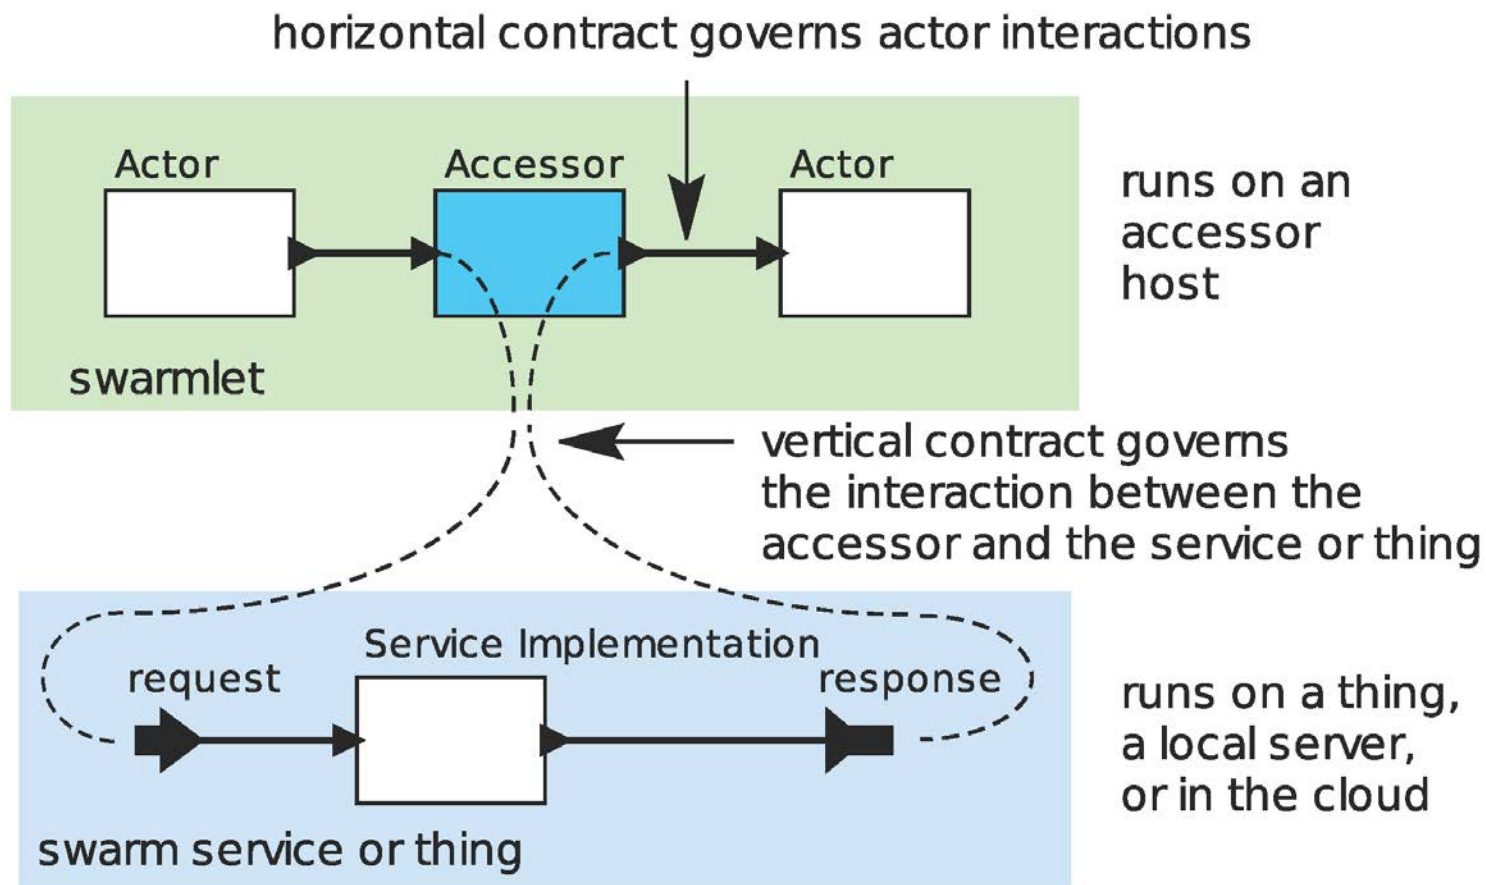 horizontal contract governs actor interactions
Actor
Accessor
Actor
runs on an
accessor
host
swarmlet
vertical contract governs
the interaction between the
accessor and the service or thing
Service Implementation
request
response
runs on a thing,
a local server,
or in the cloud
swarm service or thing